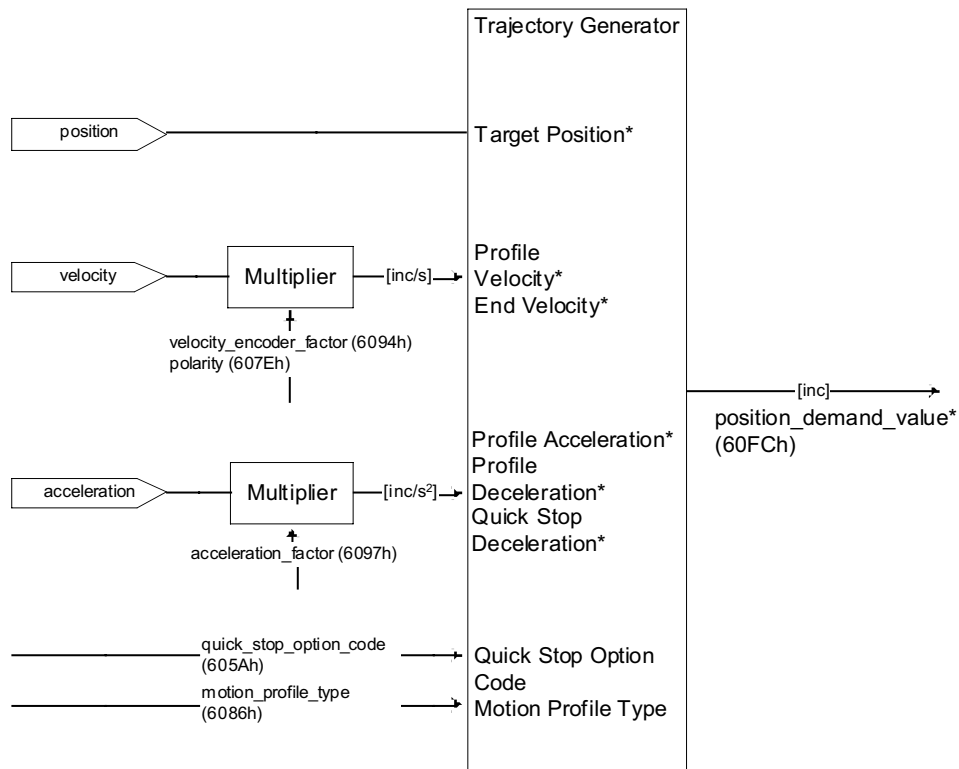 Trajectory Generator
position
Target Position*
velocity
Multiplier
[inc/s]
Profile
Velocity*
End Velocity*
velocity_encoder_factor (6094h)
polarity (607Eh)
[inc]
position_demand_value*
(60FCh)
acceleration
Multiplier
[inc/s²]
Profile Acceleration*
Profile
Deceleration*
Quick Stop
Deceleration*
acceleration_factor (6097h)
quick_stop_option_code
(605Ah)
Quick Stop Option
Code
motion_profile_type
(6086h)
Motion Profile Type